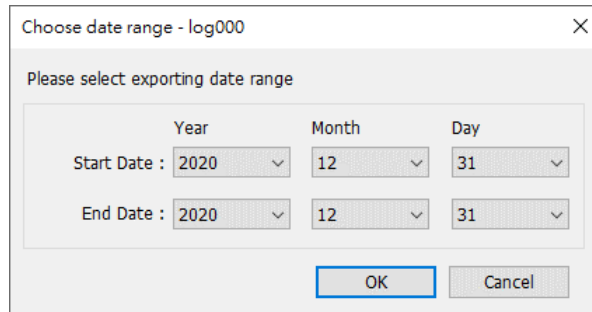 Choose date range - log000
Please select exporting date range
Year Month Day
Start Date : 2020 12 31
End Date : 2020 12 31
OK Cancel